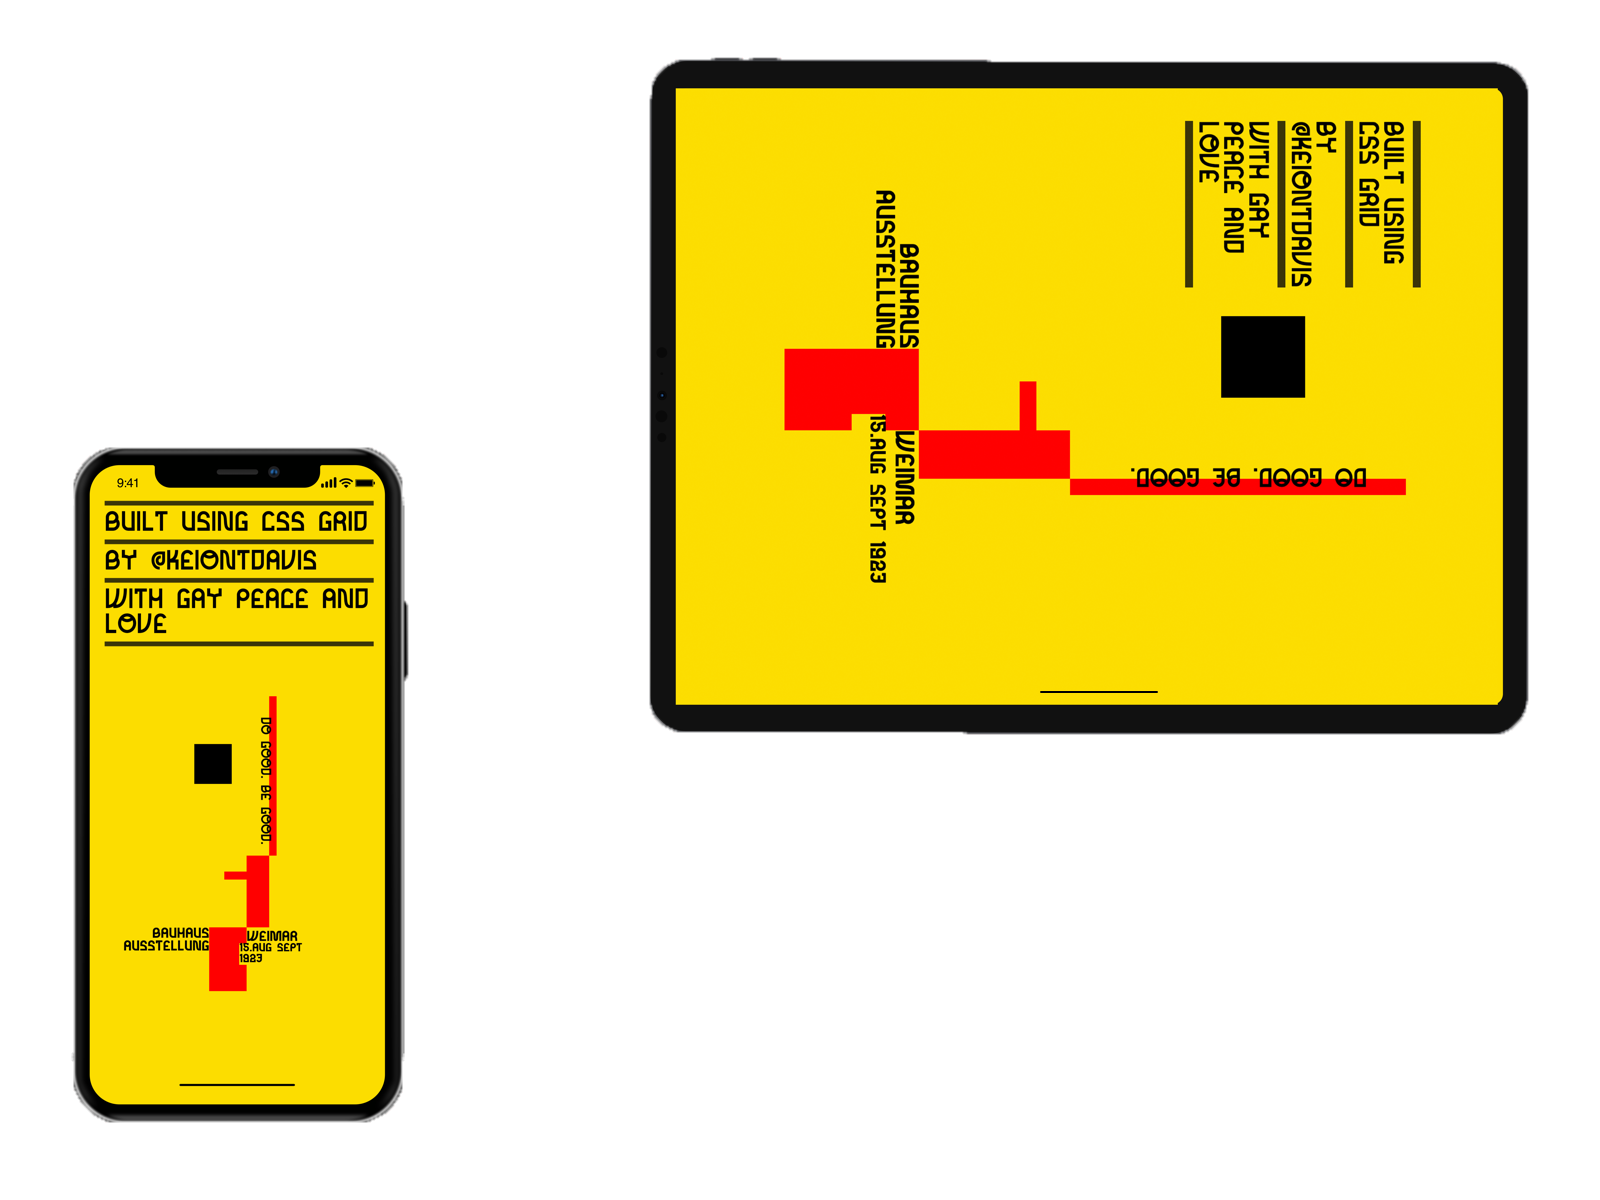 9:41
BUILT USING CSS GRID
BY @KEIONTDAVIS
WITH GAY PEACE AND
LOVE
DO GOOD. BE GOOD.
BAUHAUS
AUSSTELLUNG
WEIMAR
15.AUG SEPT
1923
BUILT USING
CSS GRID
BY
@KEIONTDAVIS
WITH GAY
PEACE AND
LOVE
BAUHAUS
AUSSTELLUNG
WEIMAR
15.AUG SEPT 1923
DO GOOD. BE GOOD.